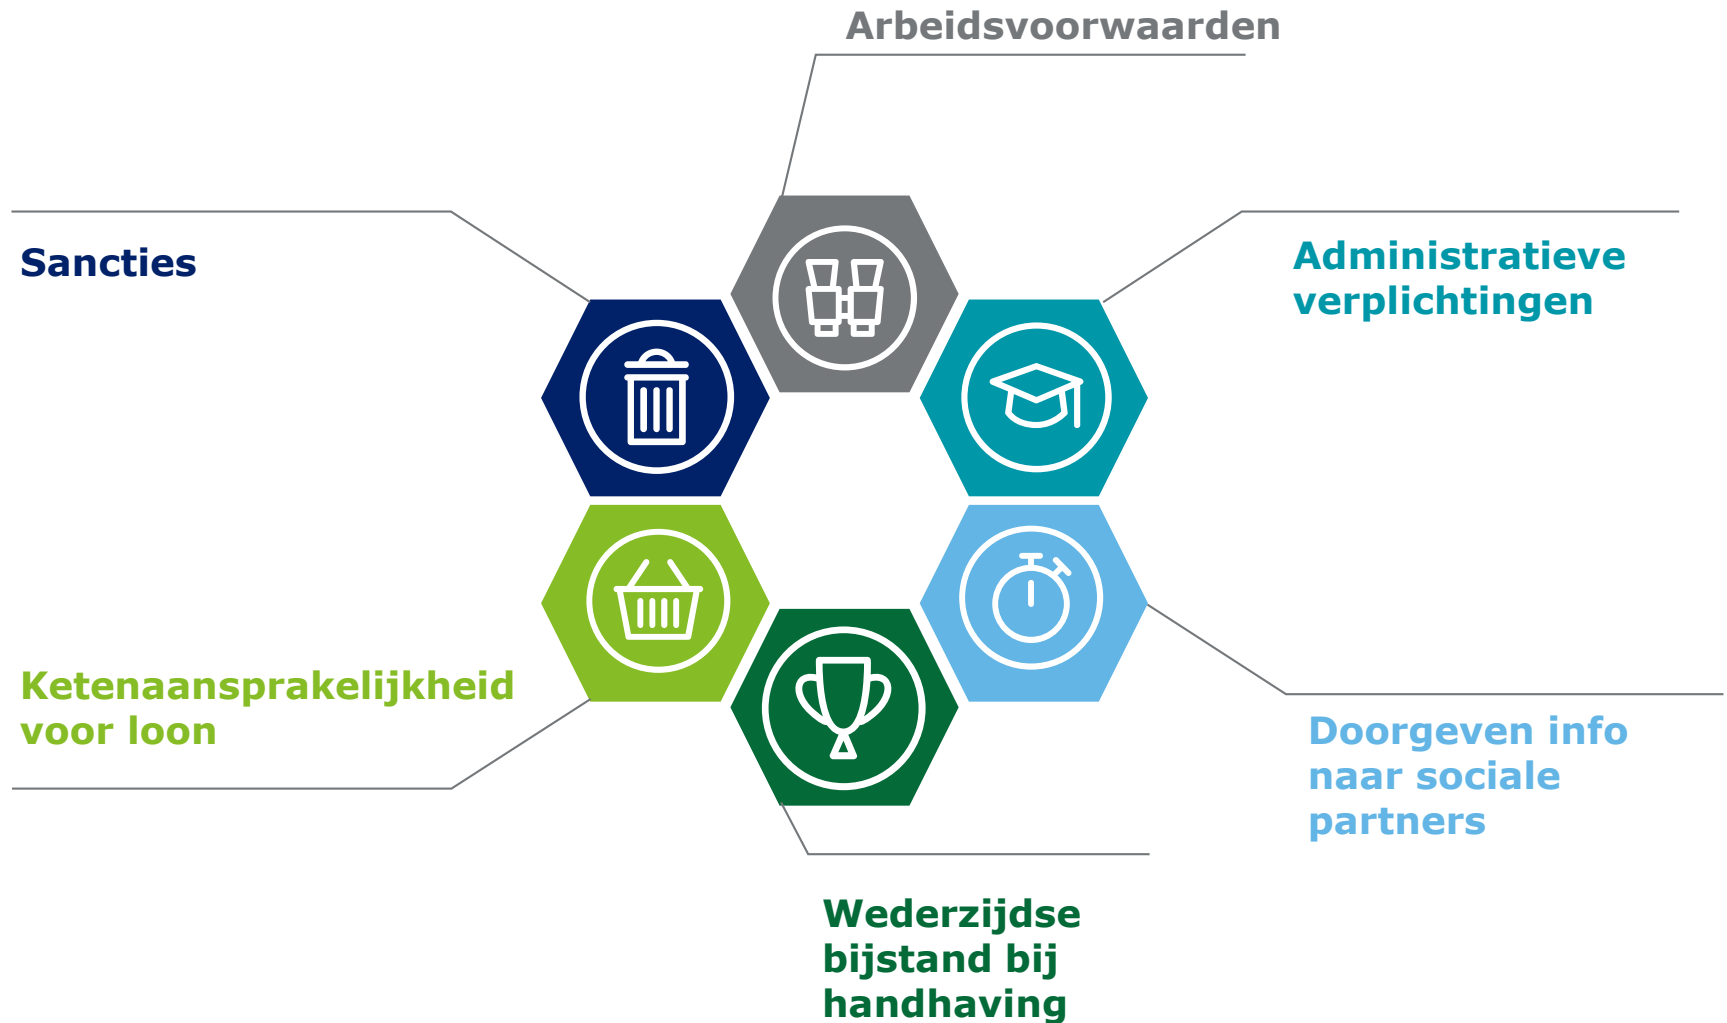 Arbeidsvoorwaarden
Sancties
Administratieve
verplichtingen
Ketenaansprakelijkheid
voor loon
Doorgeven info
naar sociale
partners
Wederzijdse
bijstand bij
handhaving